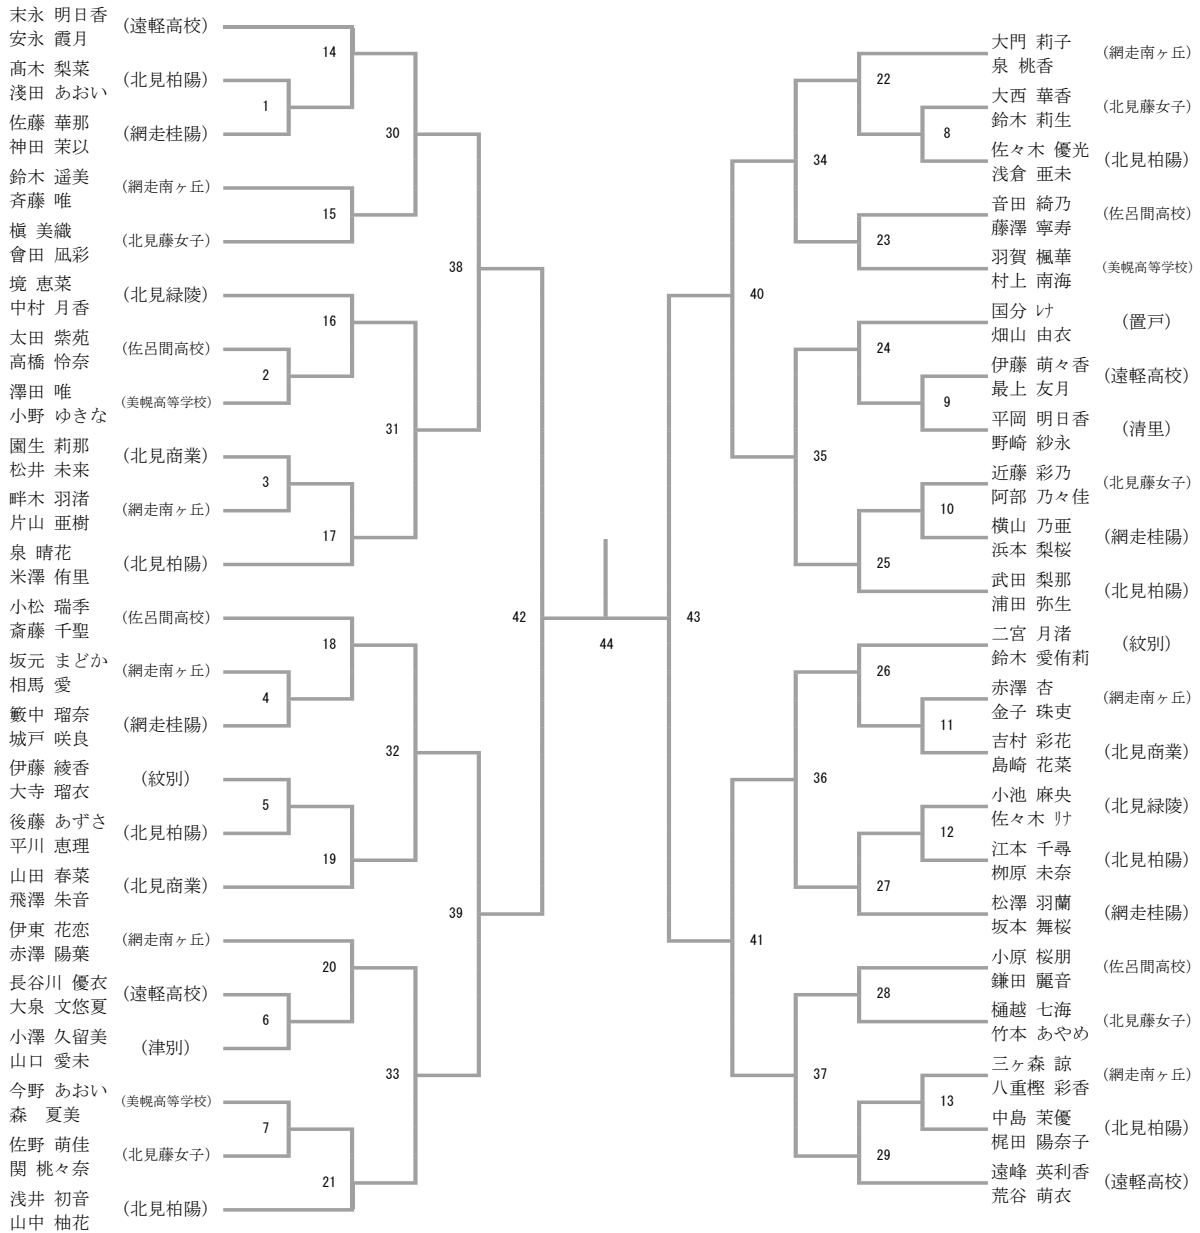 末永 明日香
安永 霞月
(遠軽高校)
髙木 梨菜
淺田 あおい
(北見柏陽)
佐藤 華那
神田 茉以
(網走桂陽)
鈴木 遥美
斉藤 唯
(網走南ヶ丘)
槇 美織
會田 凪彩
(北見藤女子)
境 恵菜
中村 月香
(北見緑陵)
太田 紫苑
高橋 怜奈
(佐呂間高校)
澤田 唯
小野 ゆきな
(美幌高等学校)
園生 莉那
松井 未来
(北見商業)
畔木 羽渚
片山 亜樹
(網走南ヶ丘)
泉 晴花
米澤 侑里
(北見柏陽)
小松 瑞季
斎藤 千聖
(佐呂間高校)
坂元 まどか
相馬 愛
(網走南ヶ丘)
籔中 瑠奈
城戸 咲良
(網走桂陽)
伊藤 綾香
大寺 瑠衣
(紋別)
後藤 あずさ
平川 恵理
(北見柏陽)
山田 春菜
飛澤 朱音
(北見商業)
伊東 花恋
赤澤 陽葉
(網走南ヶ丘)
長谷川 優衣
大泉 文悠夏
(遠軽高校)
小澤 久留美
山口 愛未
(津別)
今野 あおい
森 夏美
(美幌高等学校)
佐野 萌佳
関 桃々奈
(北見藤女子)
浅井 初音
山中 柚花
(北見柏陽)
1
2
3
4
5
6
7
14
15
16
17
18
19
20
21
30
31
32
33
38
39
42
44
43
40
41
34
35
36
37
22
23
24
25
26
27
28
29
8
9
10
11
12
13
大門 莉子
泉 桃香
(網走南ヶ丘)
大西 華香
鈴木 莉生
(北見藤女子)
佐々木 優光
浅倉 亜未
(北見柏陽)
音田 綺乃
藤澤 寧寿
(佐呂間高校)
羽賀 楓華
村上 南海
(美幌高等学校)
国分 ﾚﾅ
畑山 由衣
(置戸)
伊藤 萌々香
最上 友月
(遠軽高校)
平岡 明日香
野崎 紗永
(清里)
近藤 彩乃
阿部 乃々佳
(北見藤女子)
横山 乃亜
浜本 梨桜
(網走桂陽)
武田 梨那
浦田 弥生
(北見柏陽)
二宮 月渚
鈴木 愛侑莉
(紋別)
赤澤 杏
金子 珠吏
(網走南ヶ丘)
吉村 彩花
島崎 花菜
(北見商業)
小池 麻央
佐々木 ﾘﾅ
(北見緑陵)
江本 千尋
栁原 未奈
(北見柏陽)
松澤 羽蘭
坂本 舞桜
(網走桂陽)
小原 桜朋
鎌田 麗音
(佐呂間高校)
樋越 七海
竹本 あやめ
(北見藤女子)
三ヶ森 諒
八重樫 彩香
(網走南ヶ丘)
中島 茉優
梶田 陽奈子
(北見柏陽)
遠峰 英利香
荒谷 萌衣
(遠軽高校)